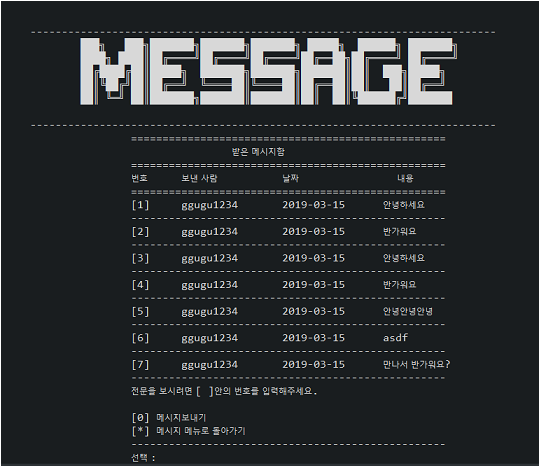 MESSAGE
받은 메시지함
번호 보낸 사람 날짜 내용
[1] ggugu1234 2019-03-15 안녕하세요
[2] ggugu1234 2019-03-15 반가워요
[3] ggugu1234 2019-03-15 안녕하세요
[4] ggugu1234 2019-03-15 반가워요
[5] ggugu1234 2019-03-15 안녕안녕안녕
[6] ggugu1234 2019-03-15 asdf
[7] ggugu1234 2019-03-15 만나서 반가워요?
전문을 보시려면 [ ]안의 번호를 입력해주세요.
[0] 메시지보내기
[*] 메시지 메뉴로 돌아가기
선택 :